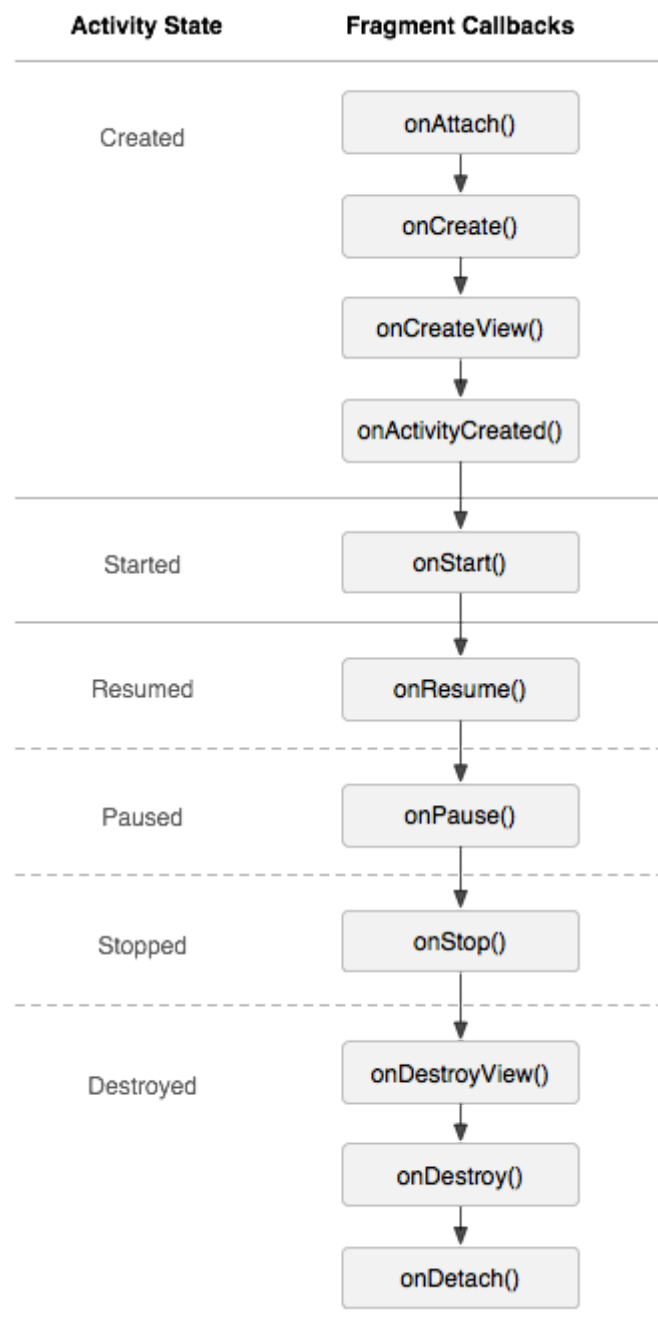 Activity State Fragment Callbacks
Created
onAttach()
onCreate()
onCreateView()
onActivityCreated()
Started onStart()
Resumed onResume()
Paused onPause()
Stopped onStop()
Destroyed
onDestroyView()
onDestroy()
onDetach()